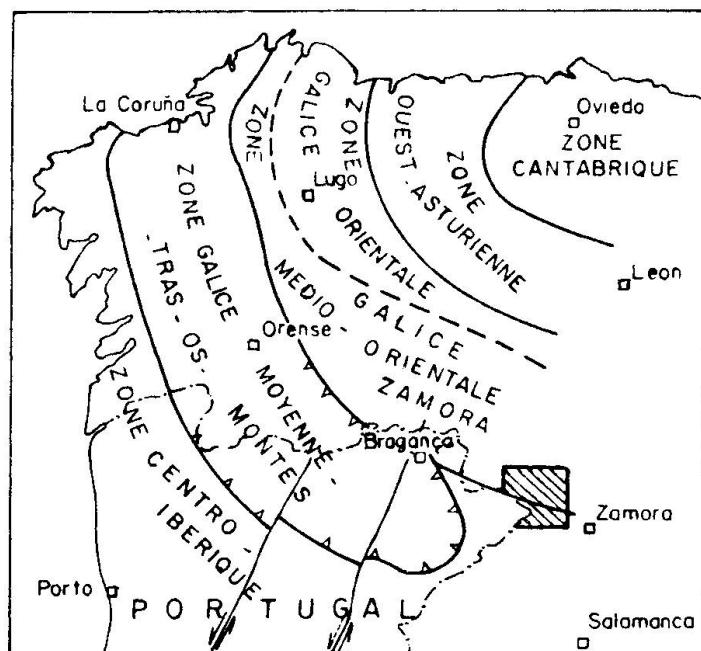 La Coruña
Oviedo
ZONE
CANTABRIQUE
ZONE
OUEST-ASTURIENNE
GALICE
ZONE
ORIENTALE
Lugo
ZONE
MEDIO-
GALICE
ORIENTALE
ZAMORA
Leon
ZONE GALICE
MOYENNE-
-TRAS-OS-
MONTES
Orense
Bragança
ZONE CENTRO-
IBERIQUE
Zamora
Porto
PORTUGAL
Salamanca